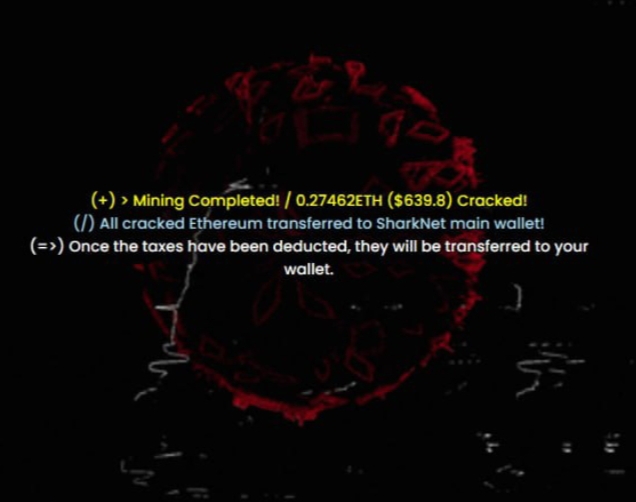 (+) > Mining Completed! / 0.27462ETH ($639.8) Cracked!
(/) All cracked Ethereum transferred to SharkNet main wallet!
(=>) Once the taxes have been deducted, they will be transferred to your
wallet.